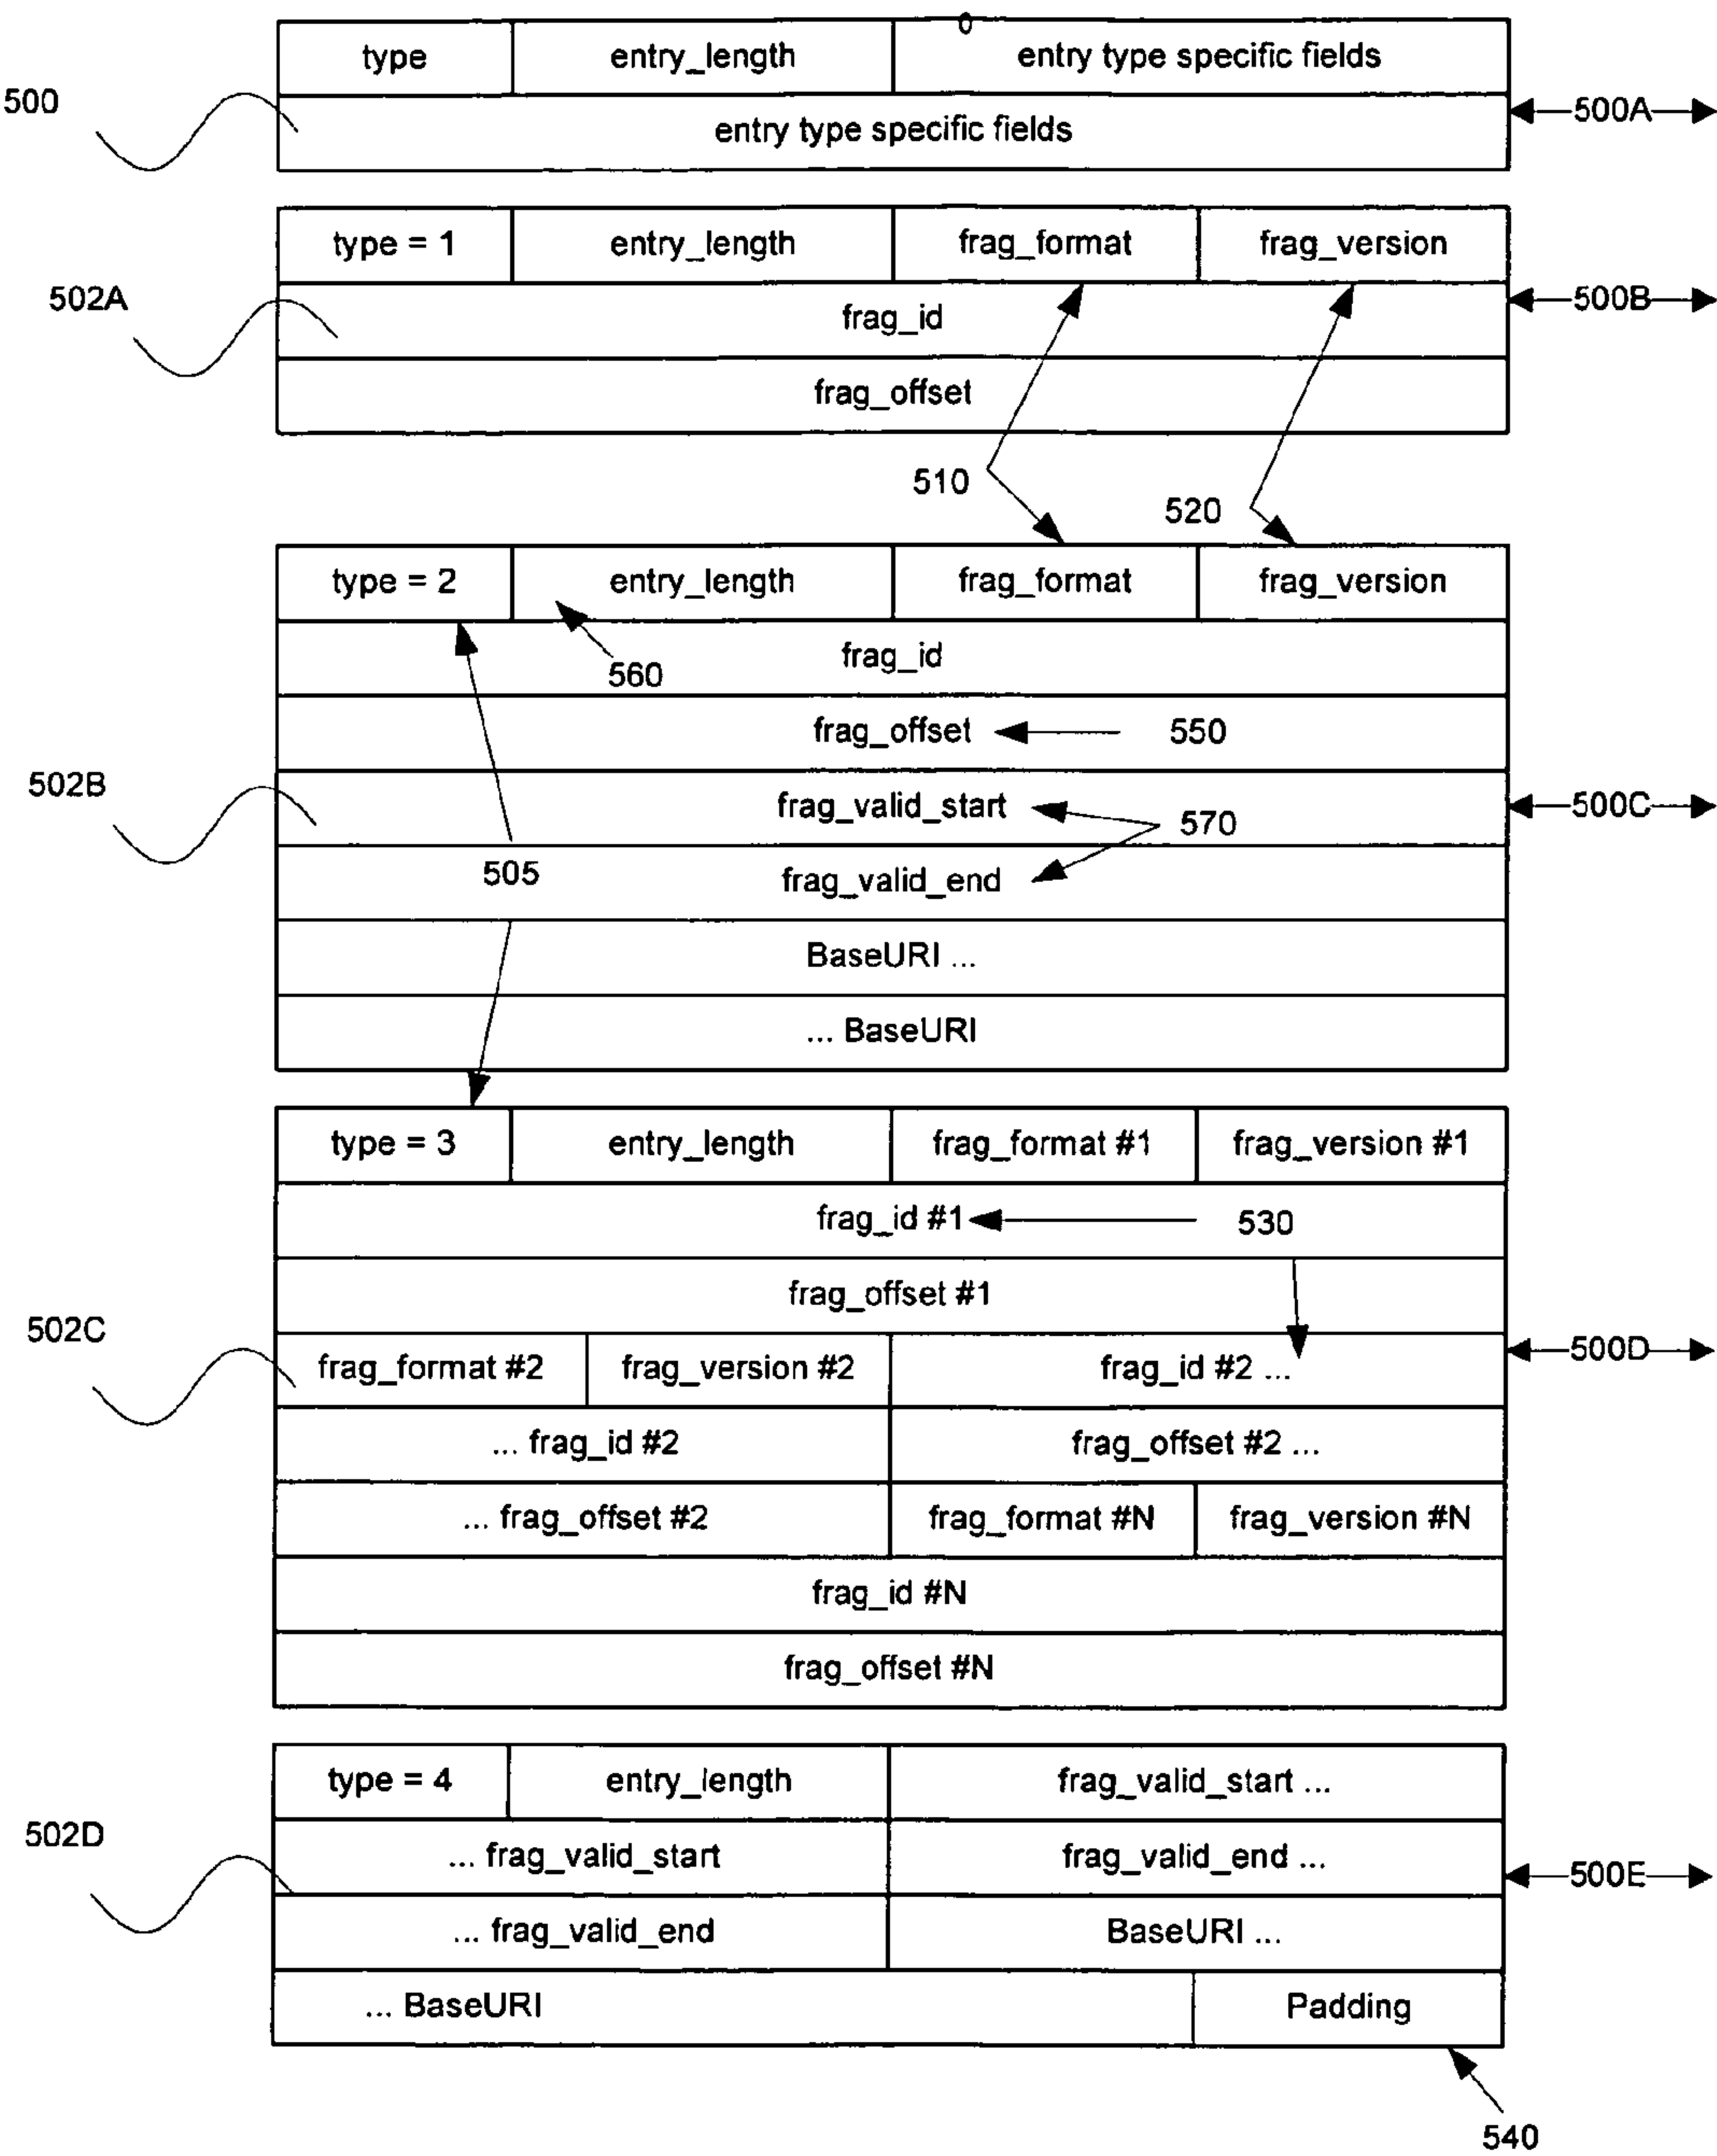 type entry_length entry type specific fields
500 entry type specific fields 500A
type = 1 entry_length frag_format frag_version
502A frag_id 500B
frag_offset
510 520
type = 2 entry_length frag_format frag_version
frag_id
560
frag_offset 550
502B frag_valid_start 570 500C
505 frag_valid_end
BaseURI ...
... BaseURI
type = 3 entry_length frag_format #1 frag_version #1
frag_id #1 530
frag_offset #1
502C frag_format #2 frag_version #2 frag_id #2 ... 500D
... frag_id #2 frag_offset #2 ...
... frag_offset #2 frag_format #N frag_version #N
frag_id #N
frag_offset #N
type = 4 entry_length frag_valid_start ...
502D ... frag_valid_start frag_valid_end ... 500E
... frag_valid_end BaseURI ...
... BaseURI Padding
540